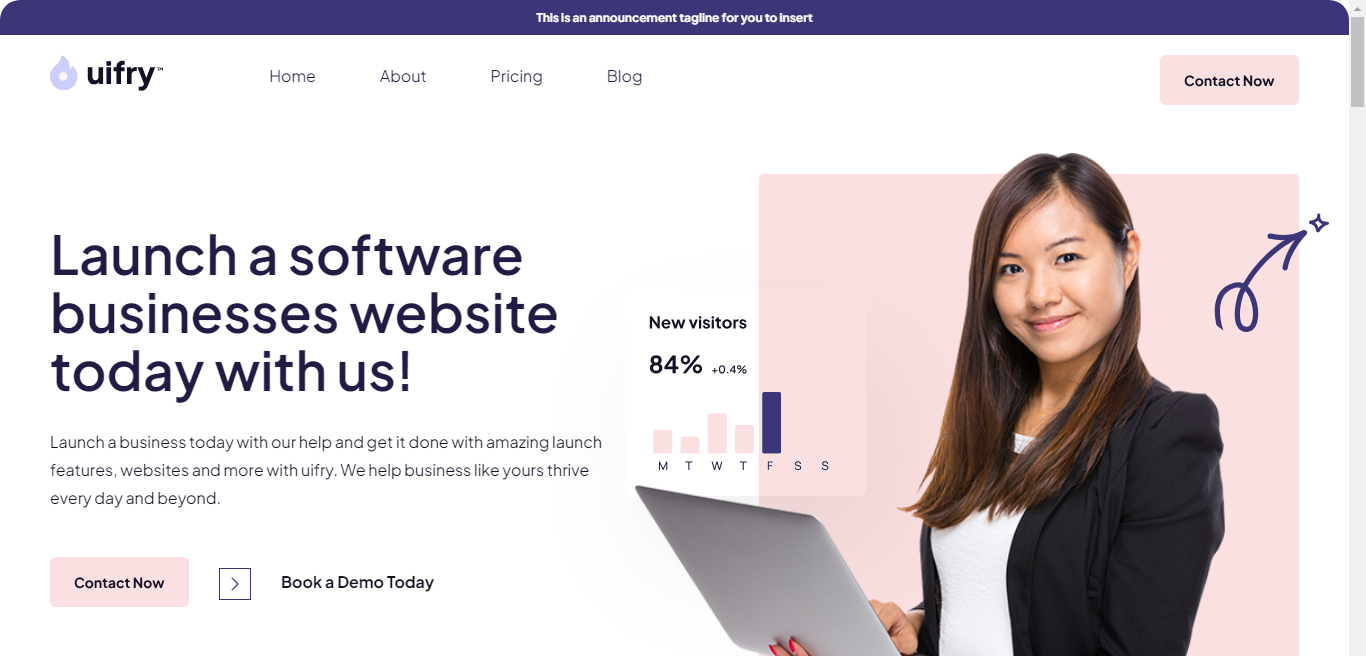 This is an announcement tagline for you to insert
uifry™
Home About Pricing Blog
Contact Now
Launch a software
businesses website
today with us!
New visitors
84% +0.4%
M T W T F S S
Launch a business today with our help and get it done with amazing launch
features, websites and more with uifry. We help business like yours thrive
every day and beyond.
Contact Now
Book a Demo Today